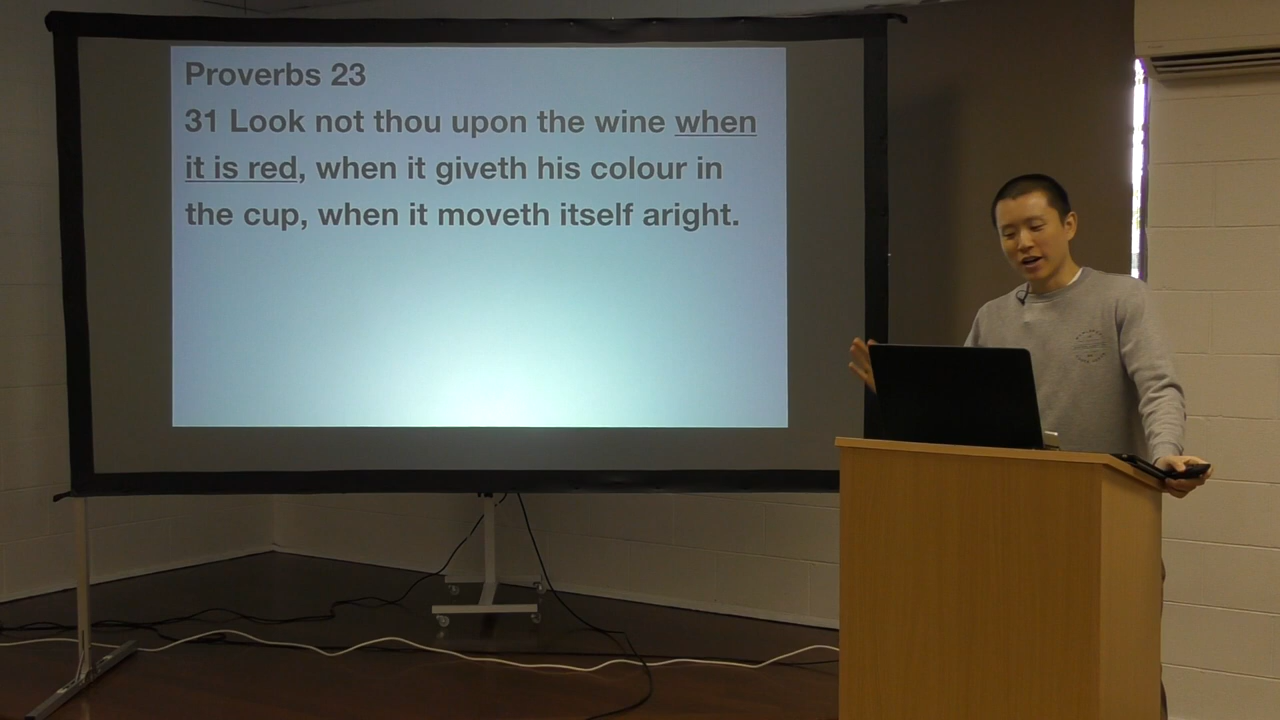 Proverbs 23
31 Look not thou upon the wine when
it is red, when it giveth his colour in
the cup, when it moveth itself aright.